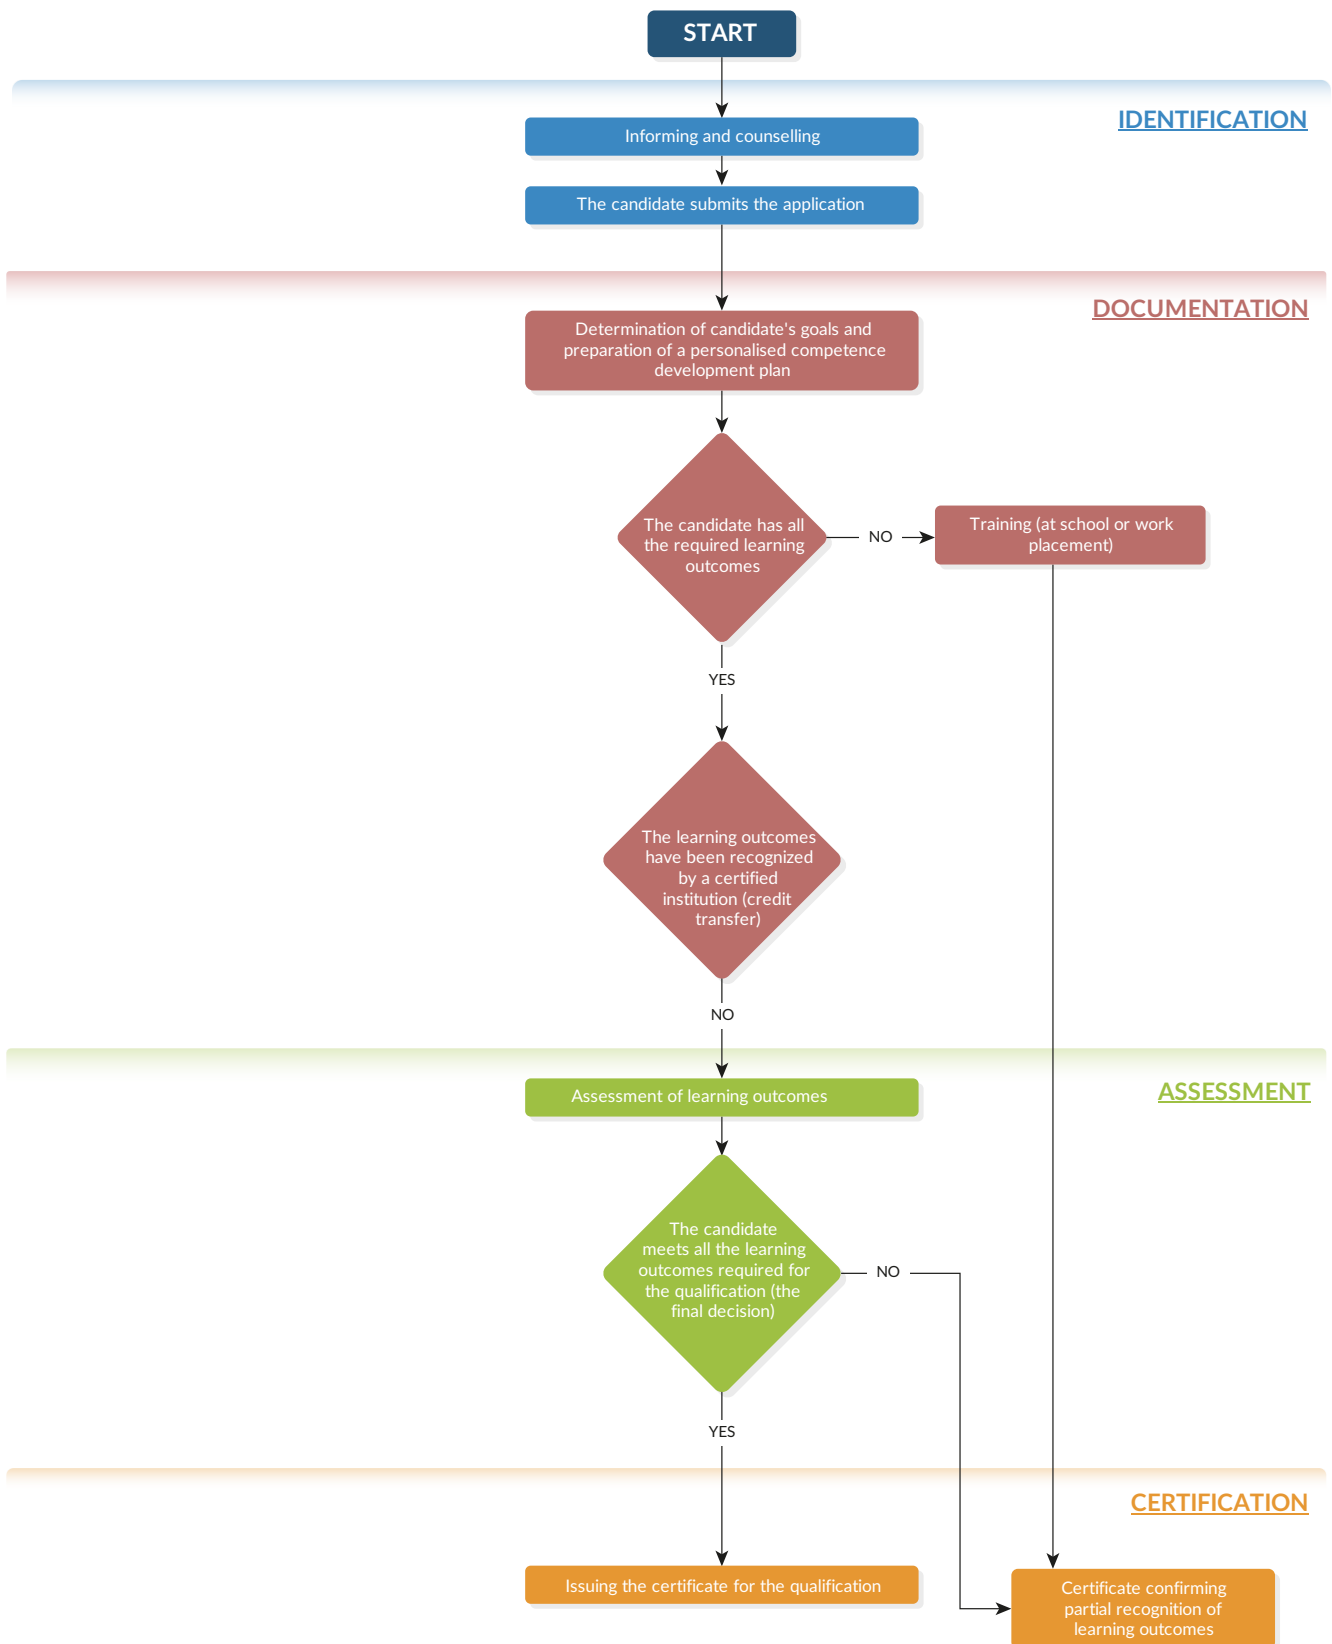 START
IDENTIFICATION
Informing and counselling
The candidate submits the application
DOCUMENTATION
Determination of candidate's goals and
preparation of a personalised competence
development plan
The candidate has all
the required learning
outcomes
NO
Training (at school or work
placement)
YES
The learning outcomes
have been recognized
by a certified
institution (credit
transfer)
NO
ASSESSMENT
Assessment of learning outcomes
The candidate
meets all the learning
outcomes required for
the qualification (the
final decision)
NO
YES
CERTIFICATION
Issuing the certificate for the qualification
Certificate confirming
partial recognition of
learning outcomes